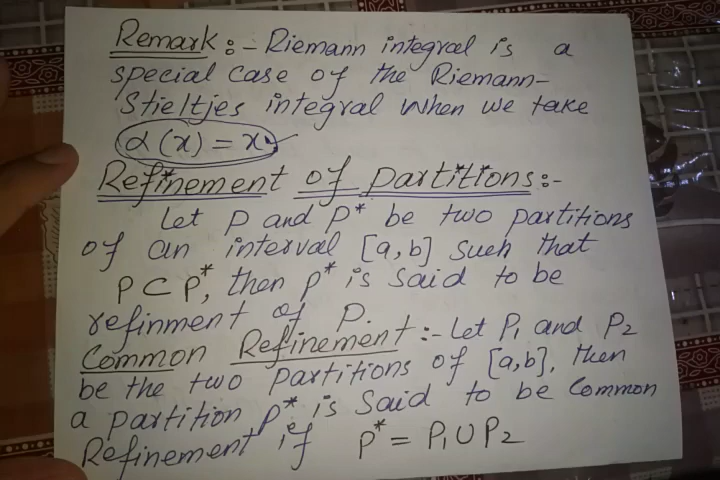 Remark:- Riemann integral is a
special case of the Riemann-
Stieltjes integral when we take
α(x) = x.
Refinement of partitions:-
Let P and P* be two partitions
of an interval [a,b] such that
P⊂P*, then P* is said to be
refinment of P.
Common Refinement:- Let P₁ and P₂
be the two partitions of [a,b], then
a partition P* is said to be Common
Refinement if P* = P₁∪P₂